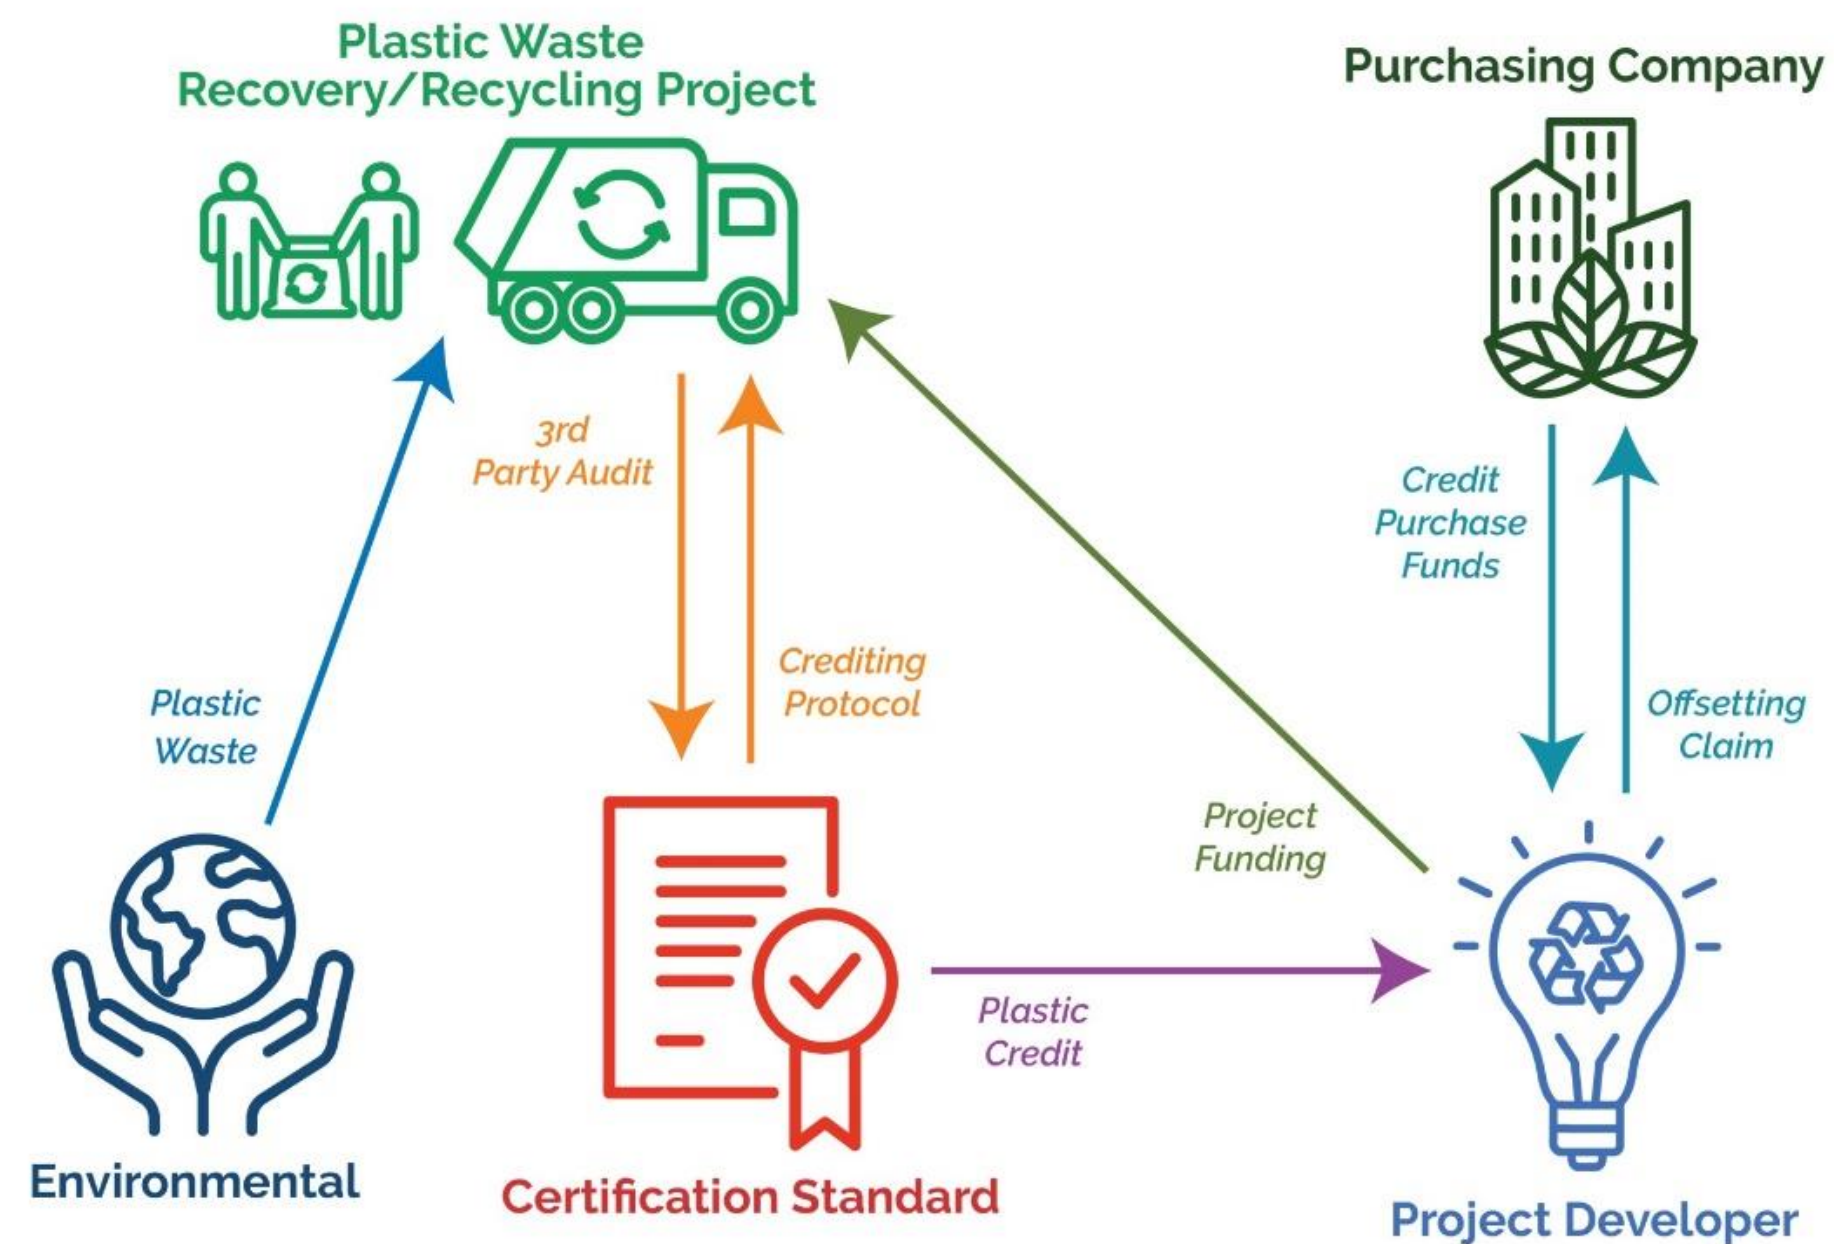 Plastic Waste
Recovery/Recycling Project
Purchasing Company
3rd
Party Audit
Credit
Purchase
Funds
Crediting
Protocol
Plastic
Waste
Offsetting
Claim
Project
Funding
Plastic
Credit
Environmental
Certification Standard
Project Developer